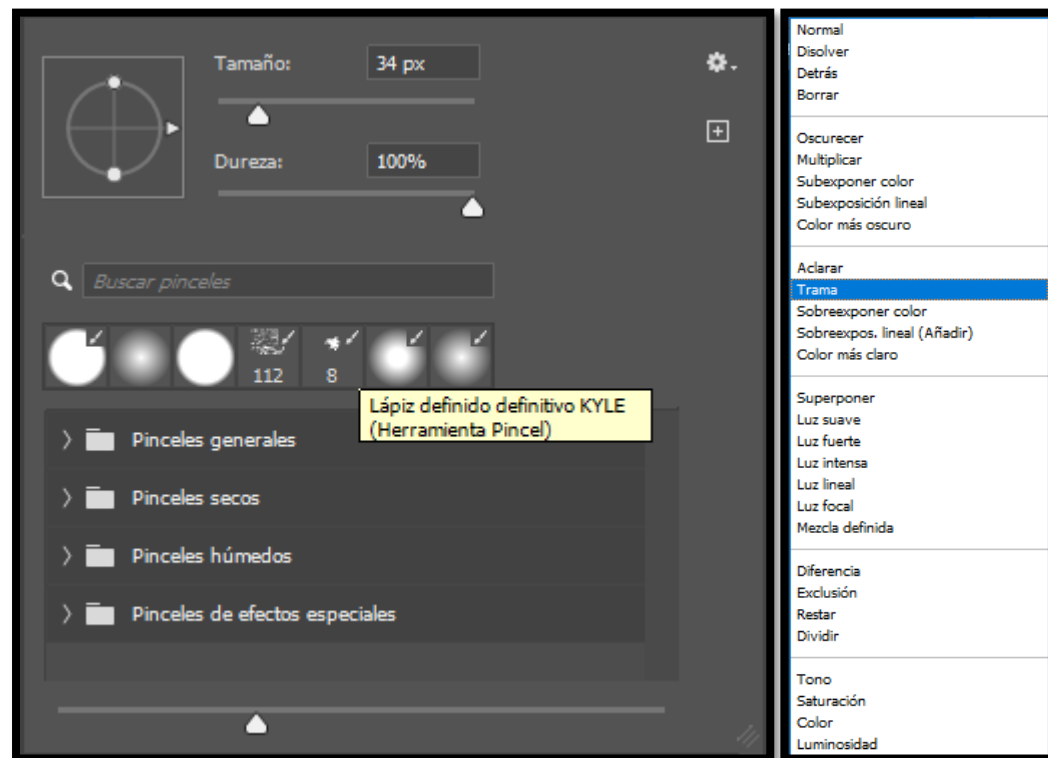 Tamaño:
34 px
Dureza:
100%
Buscar pinceles
112
8
Lápiz definido definitivo KYLE
(Herramienta Pincel)
Pinceles generales
Pinceles secos
Pinceles húmedos
Pinceles de efectos especiales
Normal
Disolver
Detrás
Borrar
Oscurecer
Multiplicar
Subexponer color
Subexposición lineal
Color más oscuro
Aclarar
Trama
Sobreexponer color
Sobreexpos. lineal (Añadir)
Color más claro
Superponer
Luz suave
Luz fuerte
Luz intensa
Luz lineal
Luz focal
Mezcla definida
Diferencia
Exclusión
Restar
Dividir
Tono
Saturación
Color
Luminosidad